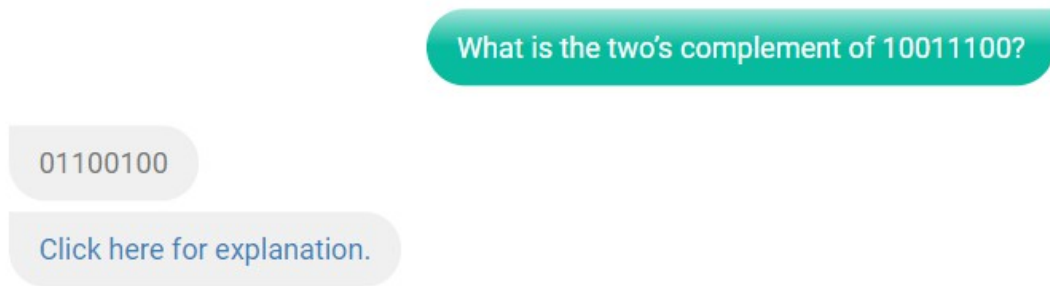 What is the two’s complement of 10011100?
01100100
Click here for explanation.